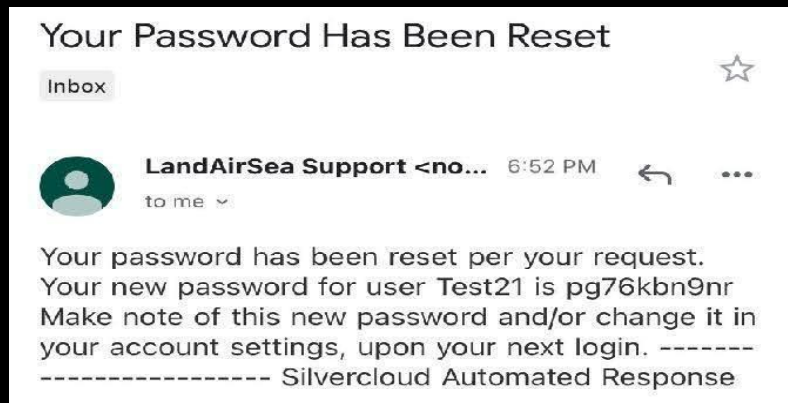 Your Password Has Been Reset
Inbox
LandAirSea Support <no... 6:52 PM
to me
Your password has been reset per your request.
Your new password for user Test21 is pg76kbn9nr
Make note of this new password and/or change it in
your account settings, upon your next login. -------
----------------- Silvercloud Automated Response